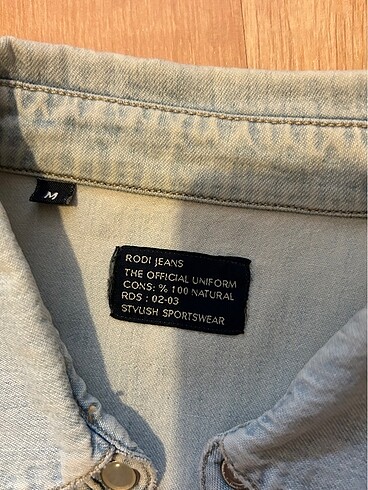 M
RODI JEANS
THE OFFICIAL UNIFORM
CONS: % 100 NATURAL
RDS : 02-03
STYLISH SPORTSWEAR